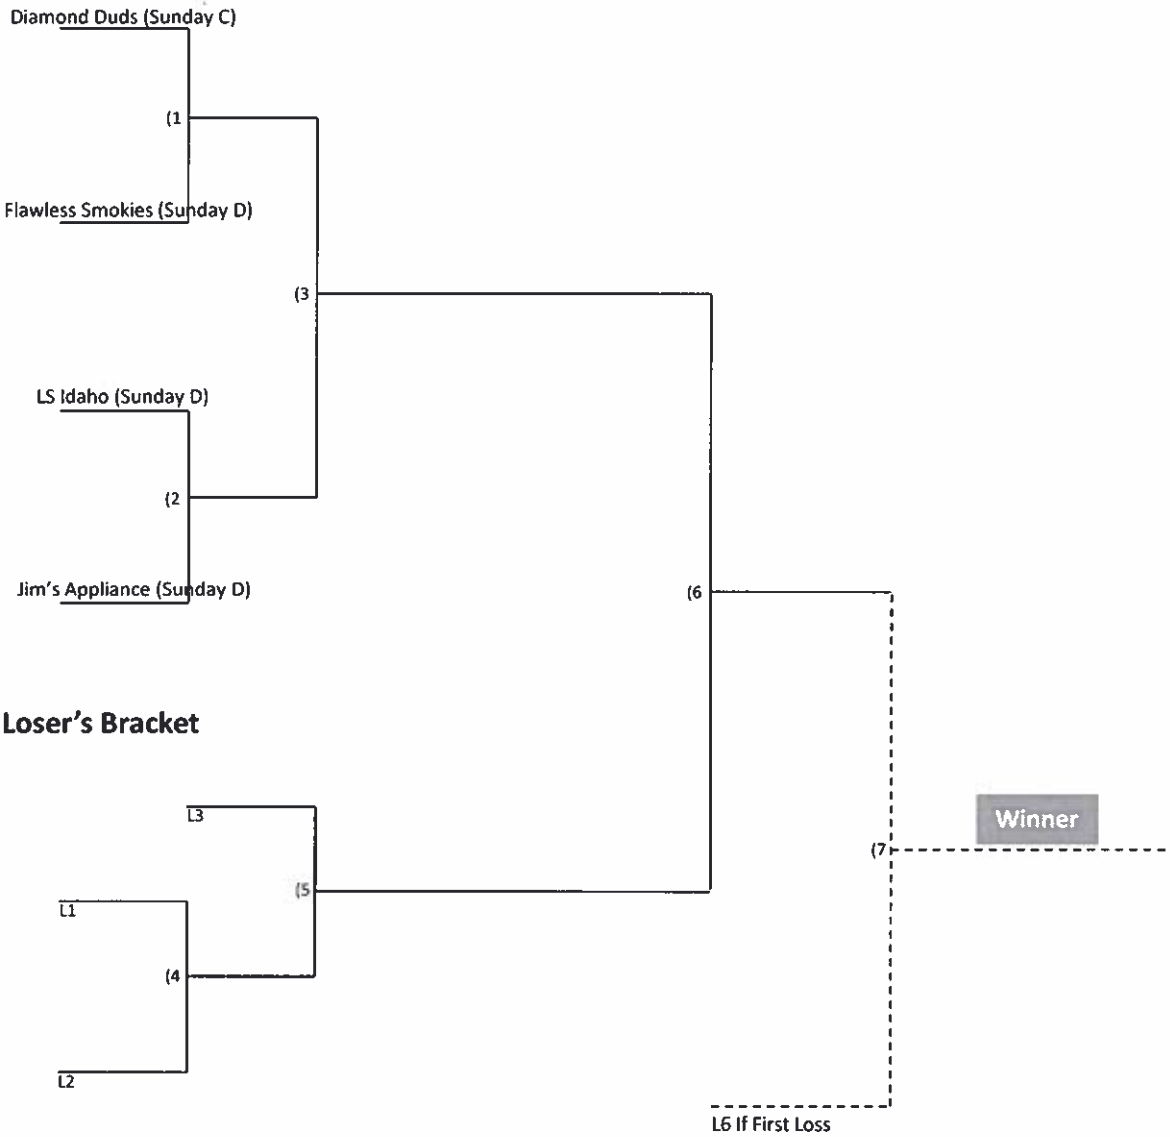 Diamond Duds (Sunday C)
(1
Flawless Smokies (Sunday D)
(3
LS Idaho (Sunday D)
(2
Jim's Appliance (Sunday D)
(6
Loser's Bracket
L3
Winner
(7
(5
L1
(4
L2
L6 If First Loss